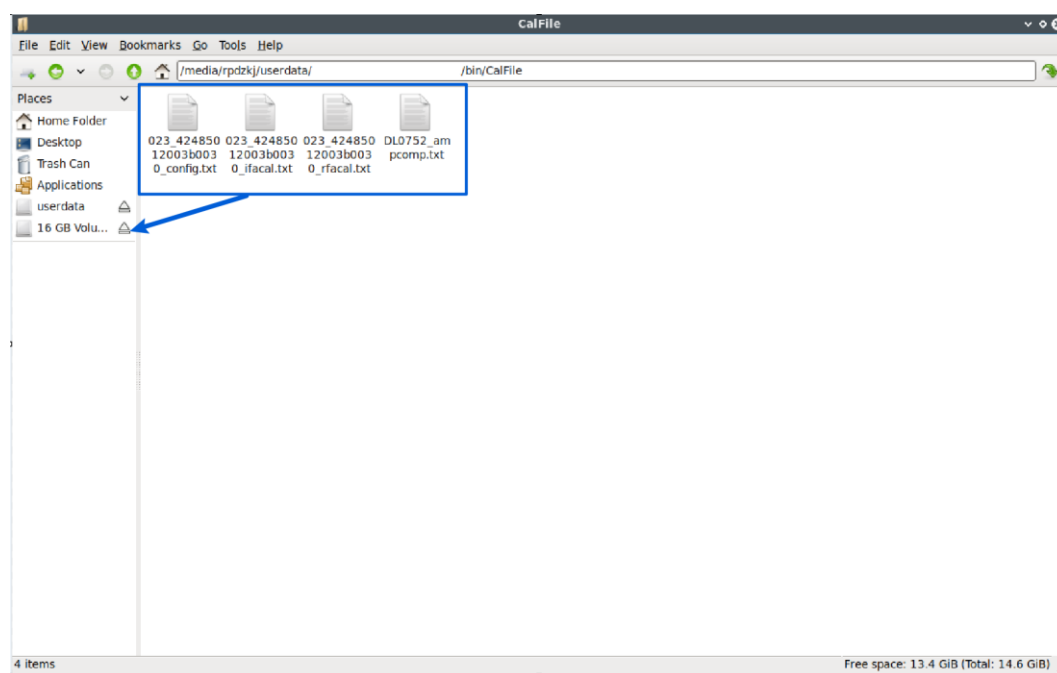 CalFile
File Edit View Bookmarks Go Tools Help
/media/rpdzkj/userdata/ /bin/CalFile
Places
Home Folder
Desktop
Trash Can
Applications
userdata
16 GB Volu...
023_424850
12003b003
0_config.txt
023_424850
12003b003
0_ifacal.txt
023_424850
12003b003
0_rfacal.txt
DL0752_am
pcomp.txt
4 items
Free space: 13.4 GiB (Total: 14.6 GiB)